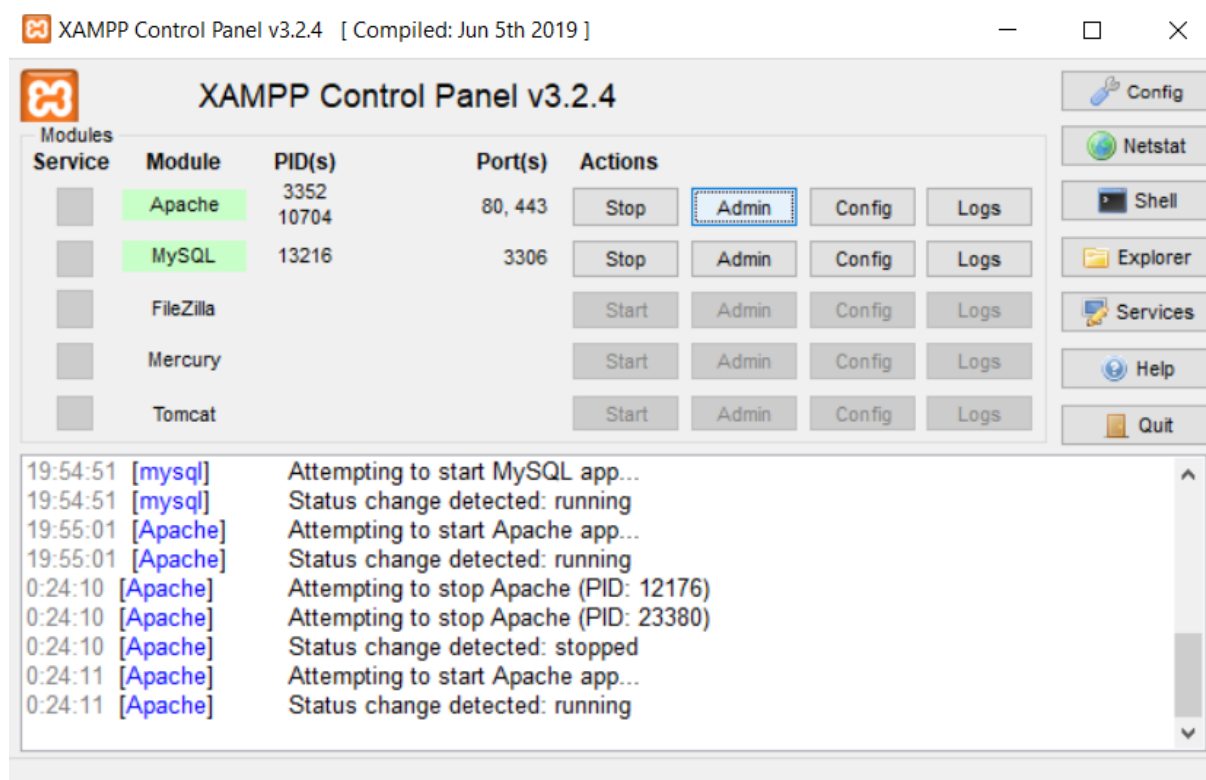 XAMPP Control Panel v3.2.4 [ Compiled: Jun 5th 2019 ]
XAMPP Control Panel v3.2.4
Config
Modules
Service Module PID(s) Port(s) Actions
Netstat
Apache 3352 10704 80, 443 Stop Admin Config Logs
Shell
MySQL 13216 3306 Stop Admin Config Logs
Explorer
FileZilla Start Admin Config Logs
Services
Mercury Start Admin Config Logs
Help
Tomcat Start Admin Config Logs
Quit
19:54:51 [mysql] Attempting to start MySQL app...
19:54:51 [mysql] Status change detected: running
19:55:01 [Apache] Attempting to start Apache app...
19:55:01 [Apache] Status change detected: running
0:24:10 [Apache] Attempting to stop Apache (PID: 12176)
0:24:10 [Apache] Attempting to stop Apache (PID: 23380)
0:24:10 [Apache] Status change detected: stopped
0:24:11 [Apache] Attempting to start Apache app...
0:24:11 [Apache] Status change detected: running